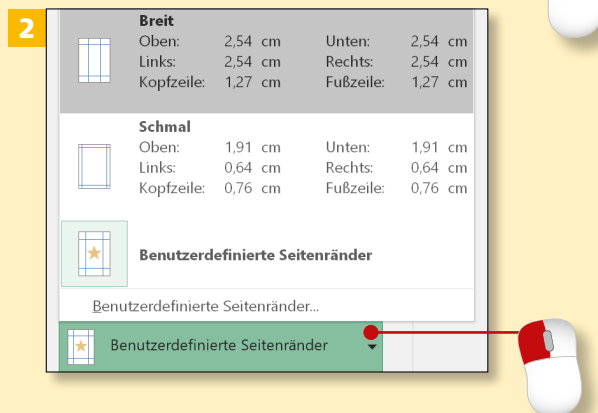 2
Breit
Oben: 2,54 cm Unten: 2,54 cm
Links: 2,54 cm Rechts: 2,54 cm
Kopfzeile: 1,27 cm Fußzeile: 1,27 cm
Schmal
Oben: 1,91 cm Unten: 1,91 cm
Links: 0,64 cm Rechts: 0,64 cm
Kopfzeile: 0,76 cm Fußzeile: 0,76 cm
Benutzerdefinierte Seitenränder
Benutzerdefinierte Seitenränder...
Benutzerdefinierte Seitenränder